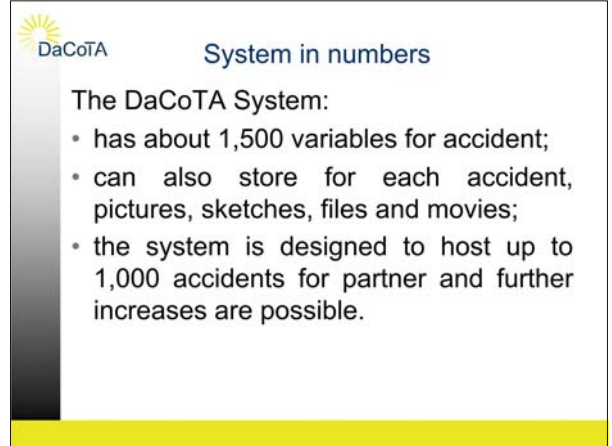 DaCoTA
System in numbers
The DaCoTA System:
• has about 1,500 variables for accident;
• can also store for each accident,
pictures, sketches, files and movies;
• the system is designed to host up to
1,000 accidents for partner and further
increases are possible.